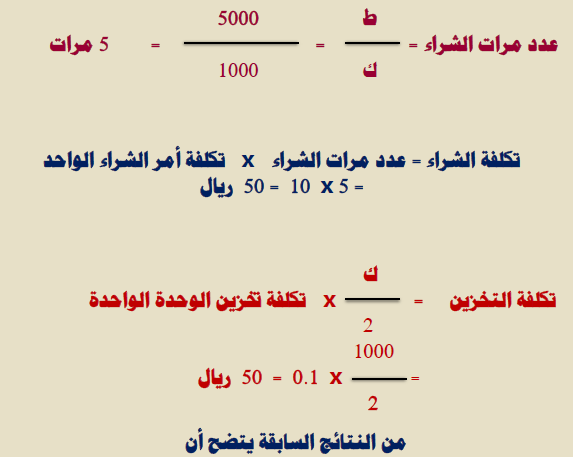 عدد مرات الشراء = ط / ك = 5000 / 1000 = 5 مرات
تكلفة الشراء = عدد مرات الشراء x تكلفة أمر الشراء الواحد
= 5 x 10 = 50 ريال
تكلفة التخزين = ك / 2 x تكلفة تخزين الوحدة الواحدة
= 1000 / 2 x 0.1 = 50 ريال
من النتائج السابقة يتضح أن